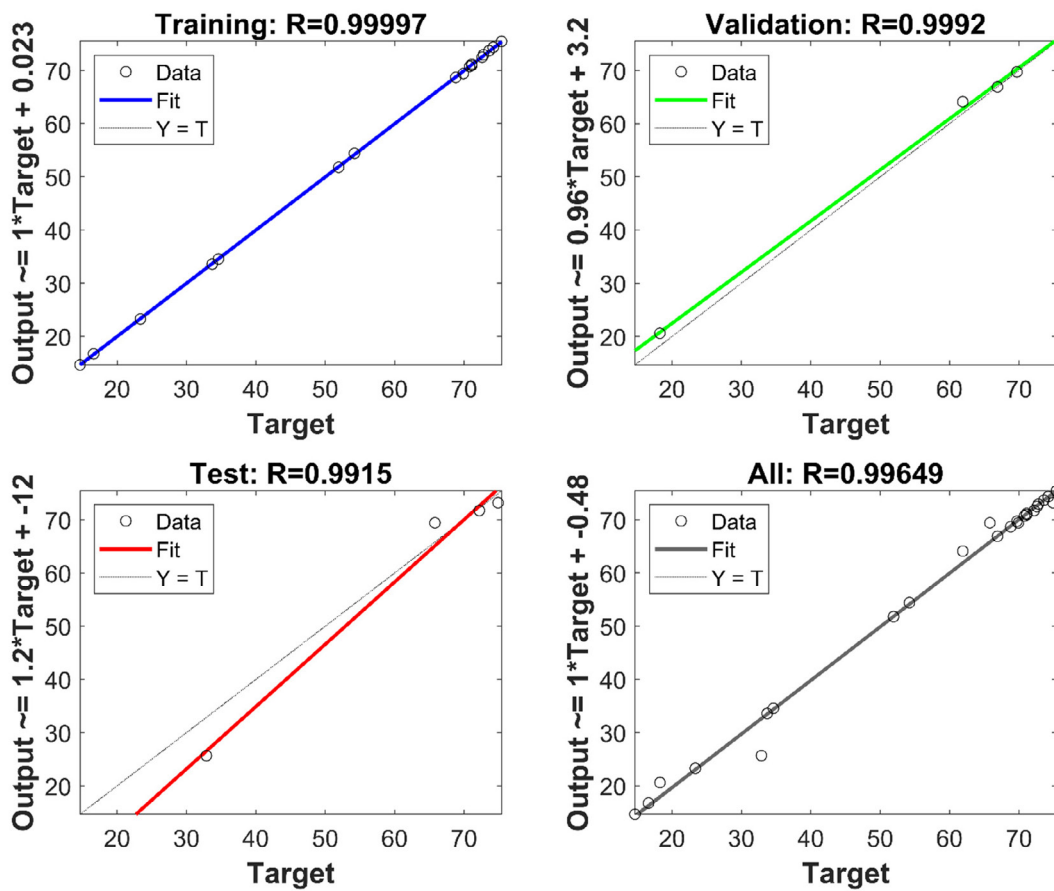 Training: R=0.99997
Output ~= 1*Target + 0.023
70
60
50
40
30
20
Data
Fit
Y = T
20 30 40 50 60 70
Target
Validation: R=0.9992
Output ~= 0.96*Target + 3.2
70
60
50
40
30
20
Data
Fit
Y = T
20 30 40 50 60 70
Target
Test: R=0.9915
Output ~= 1.2*Target + -12
70
60
50
40
30
20
Data
Fit
Y = T
20 30 40 50 60 70
Target
All: R=0.99649
Output ~= 1*Target + -0.48
70
60
50
40
30
20
Data
Fit
Y = T
20 30 40 50 60 70
Target